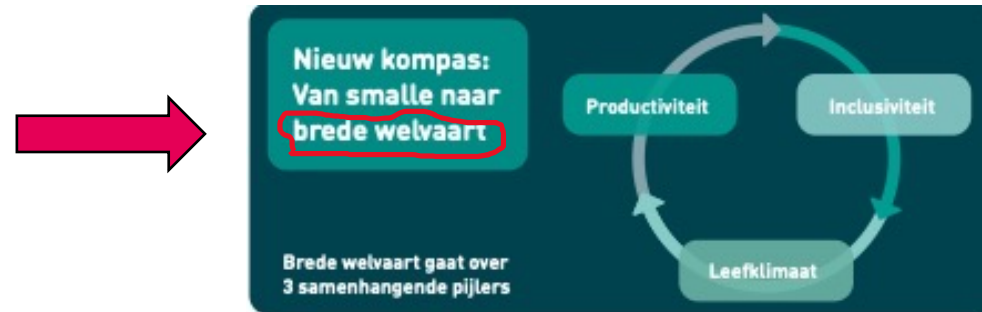 Nieuw kompas:
Van smalle naar
brede welvaart
Productiviteit
Inclusiviteit
Leefklimaat
Brede welvaart gaat over
3 samenhangende pijlers